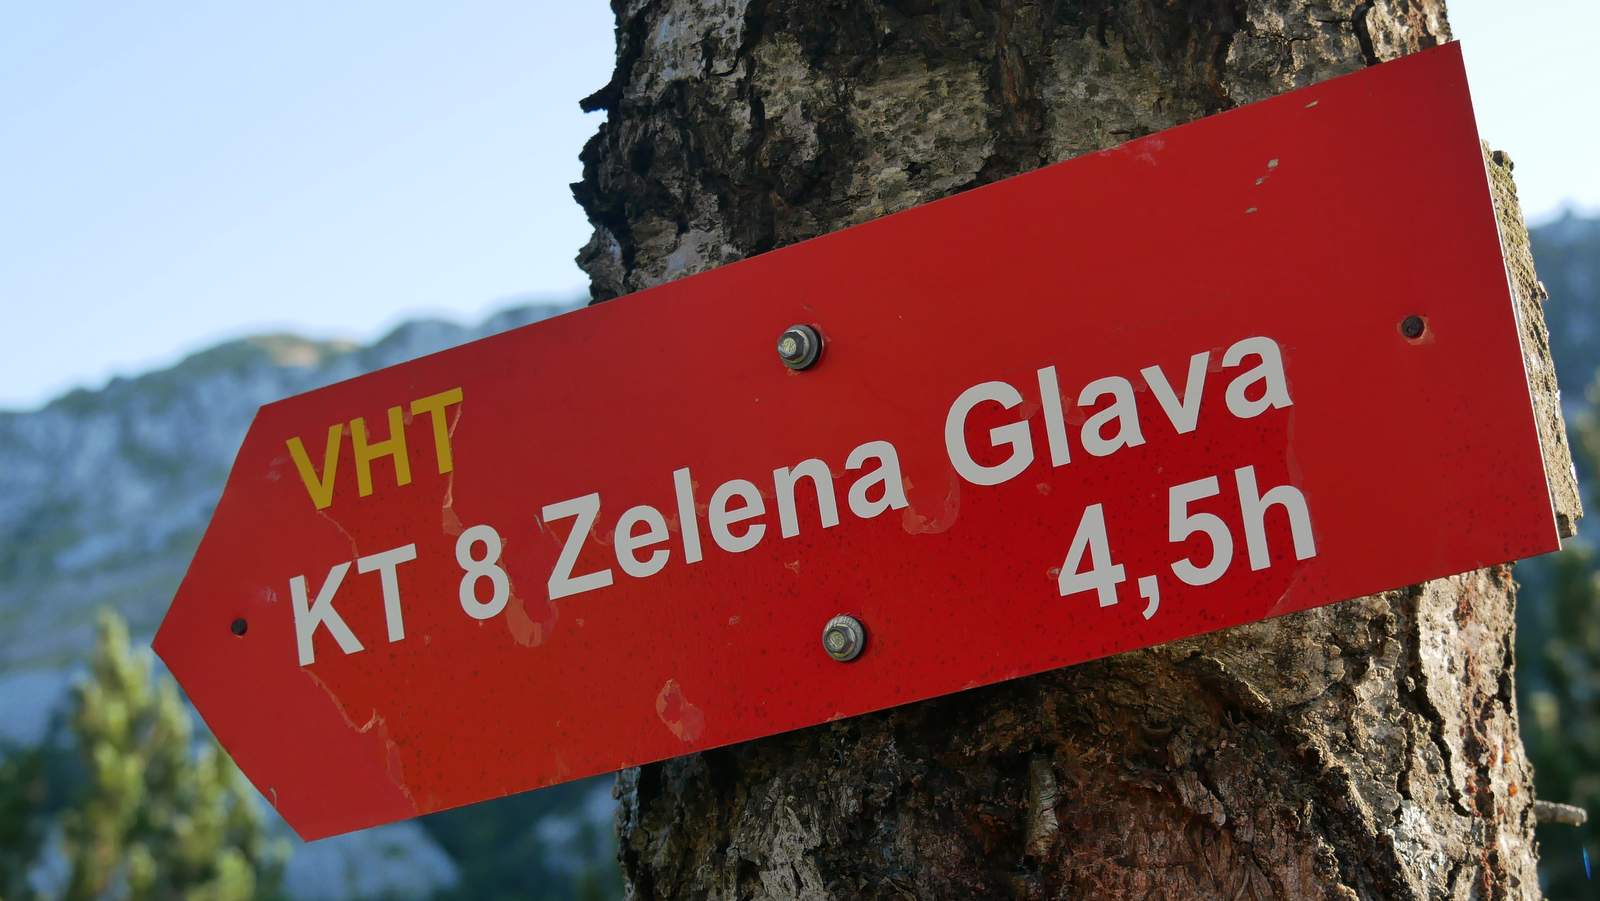 VHT
KT 8 Zelena Glava
4,5h